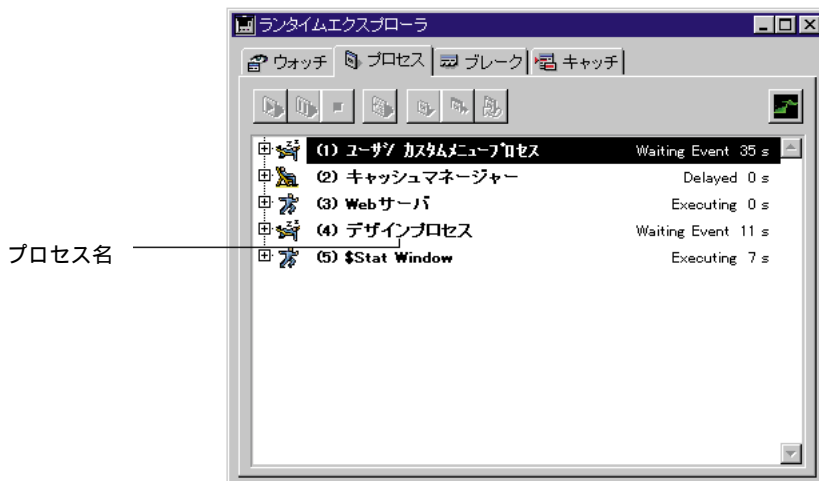 ランタイムエクスプローラ
ウォッチ プロセス ブレーク キャッチ
(1) ユーザ/ カスタムメニュープロセス Waiting Event 35 s
(2) キャッシュマネージャー Delayed 0 s
(3) Webサーバ Executing 0 s
(4) デザインプロセス Waiting Event 11 s
(5) $Stat Window Executing 7 s
プロセス名